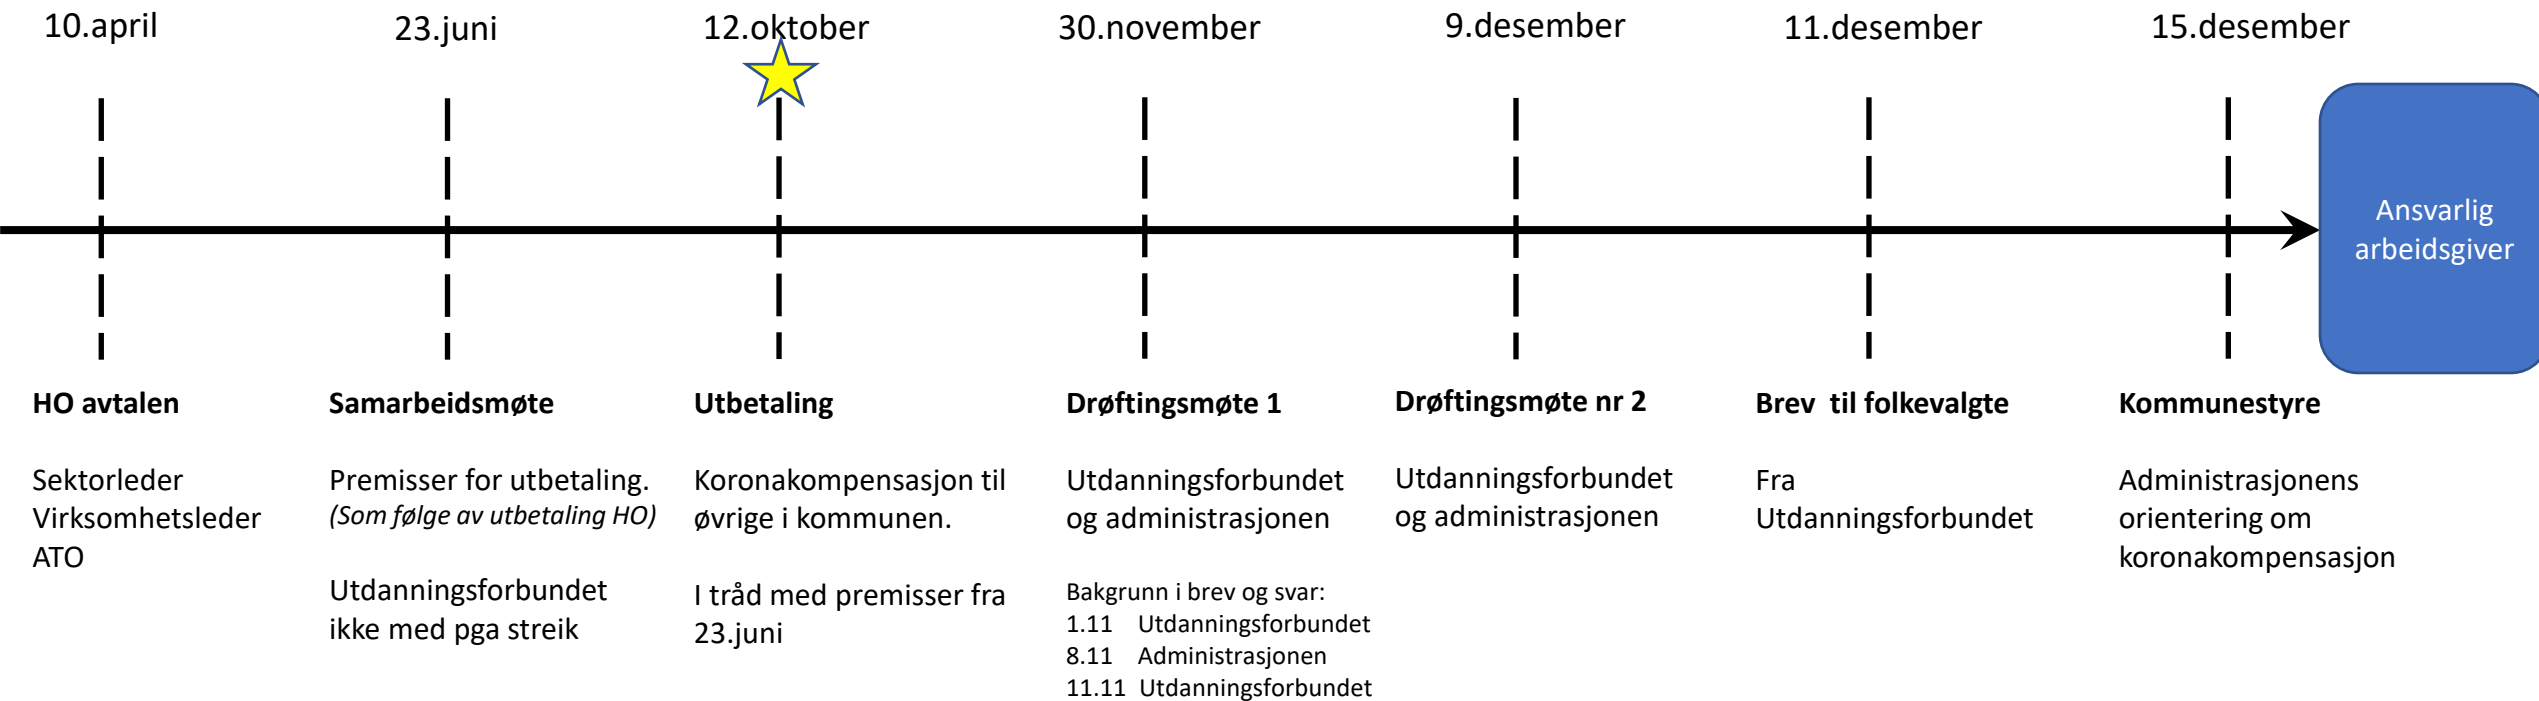 10.april
23.juni
12.oktober
30.november
9.desember
11.desember
15.desember
Ansvarlig
arbeidsgiver
HO avtalen
Sektorleder
Virksomhetsleder
ATO
Samarbeidsmøte
Premisser for utbetaling.
(Som følge av utbetaling HO)
Utdanningsforbundet
ikke med pga streik
Utbetaling
Koronakompensasjon til
øvrige i kommunen.
I tråd med premisser fra
23.juni
Drøftingsmøte 1
Utdanningsforbundet
og administrasjonen
Bakgrunn i brev og svar:
1.11 Utdanningsforbundet
8.11 Administrasjonen
11.11 Utdanningsforbundet
Drøftingsmøte nr 2
Utdanningsforbundet
og administrasjonen
Brev til folkevalgte
Fra
Utdanningsforbundet
Kommunestyre
Administrasjonens
orientering om
koronakompensasjon